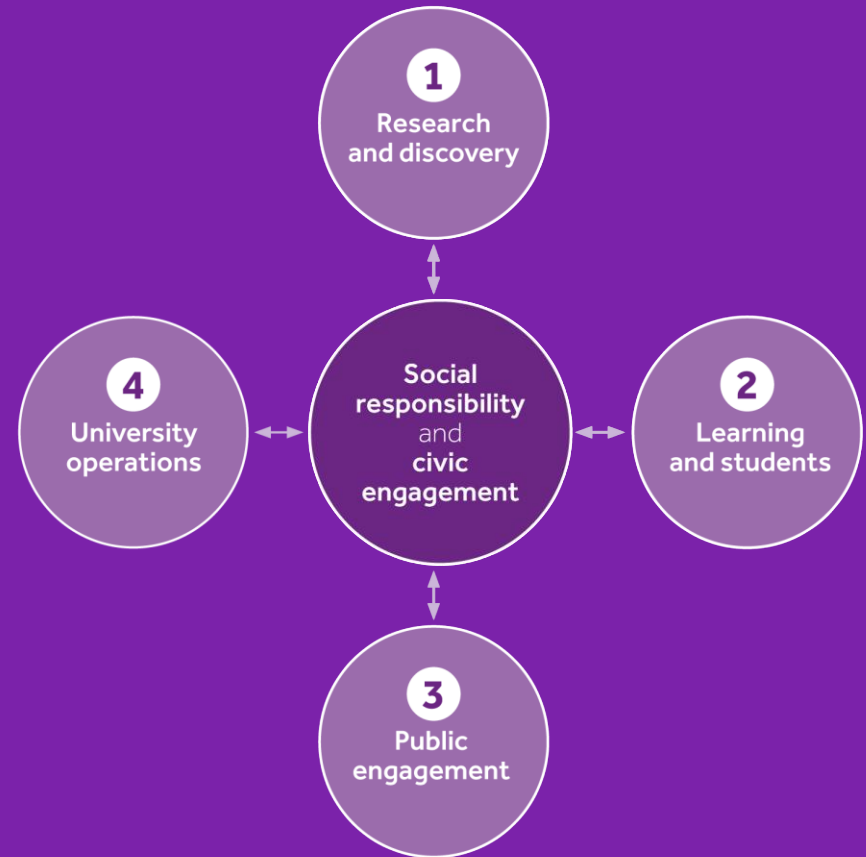 1
Research
and discovery
4
University
operations
Social
responsibility
and
civic
engagement
2
Learning
and students
3
Public
engagement